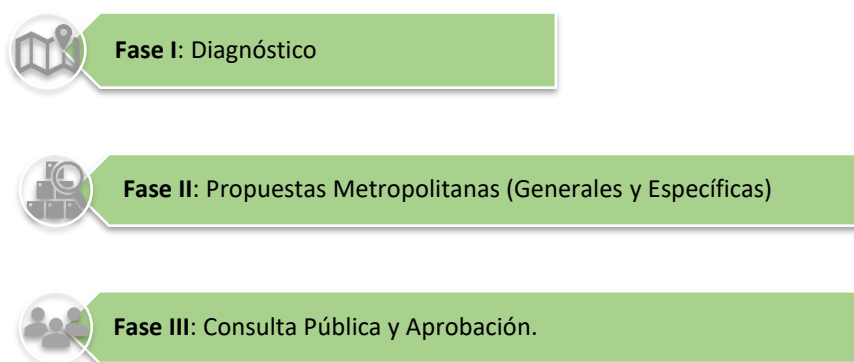 Fase I: Diagnóstico
Fase II: Propuestas Metropolitanas (Generales y Específicas)
Fase III: Consulta Pública y Aprobación.